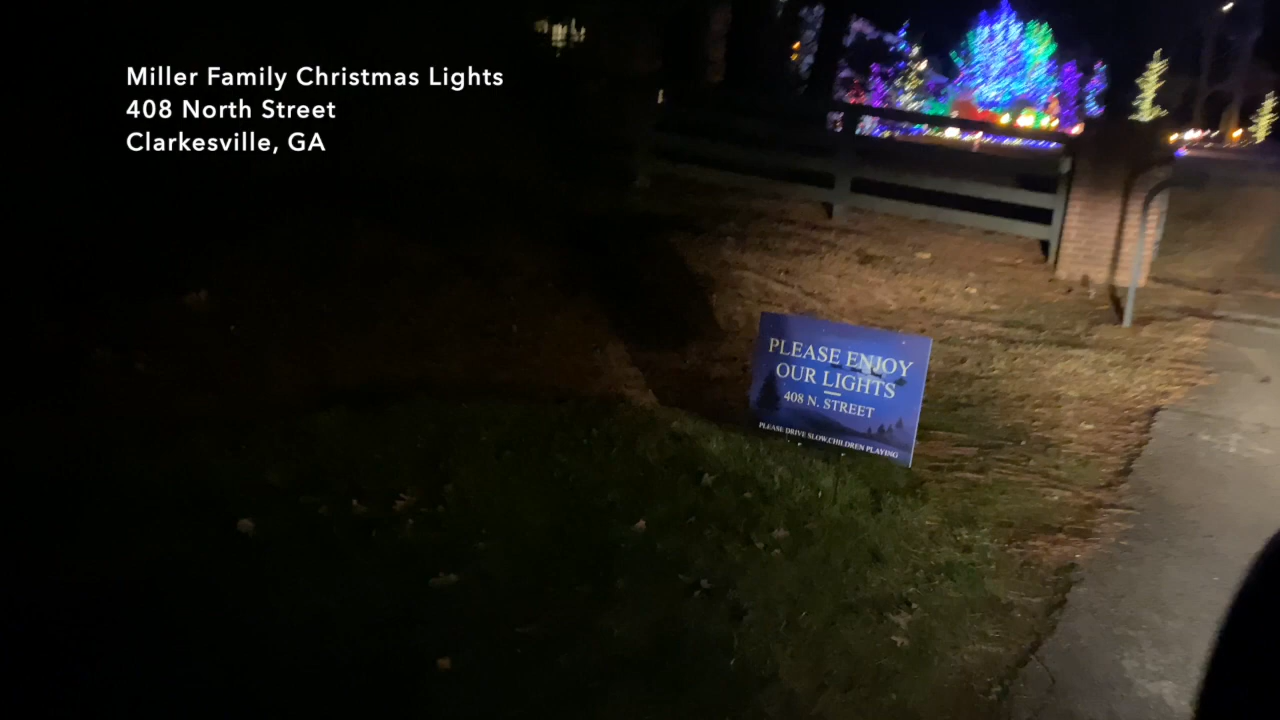 Miller Family Christmas Lights
408 North Street
Clarkesville, GA
PLEASE ENJOY
OUR LIGHTS
408 N. STREET
PLEASE DRIVE SLOW,CHILDREN PLAYING